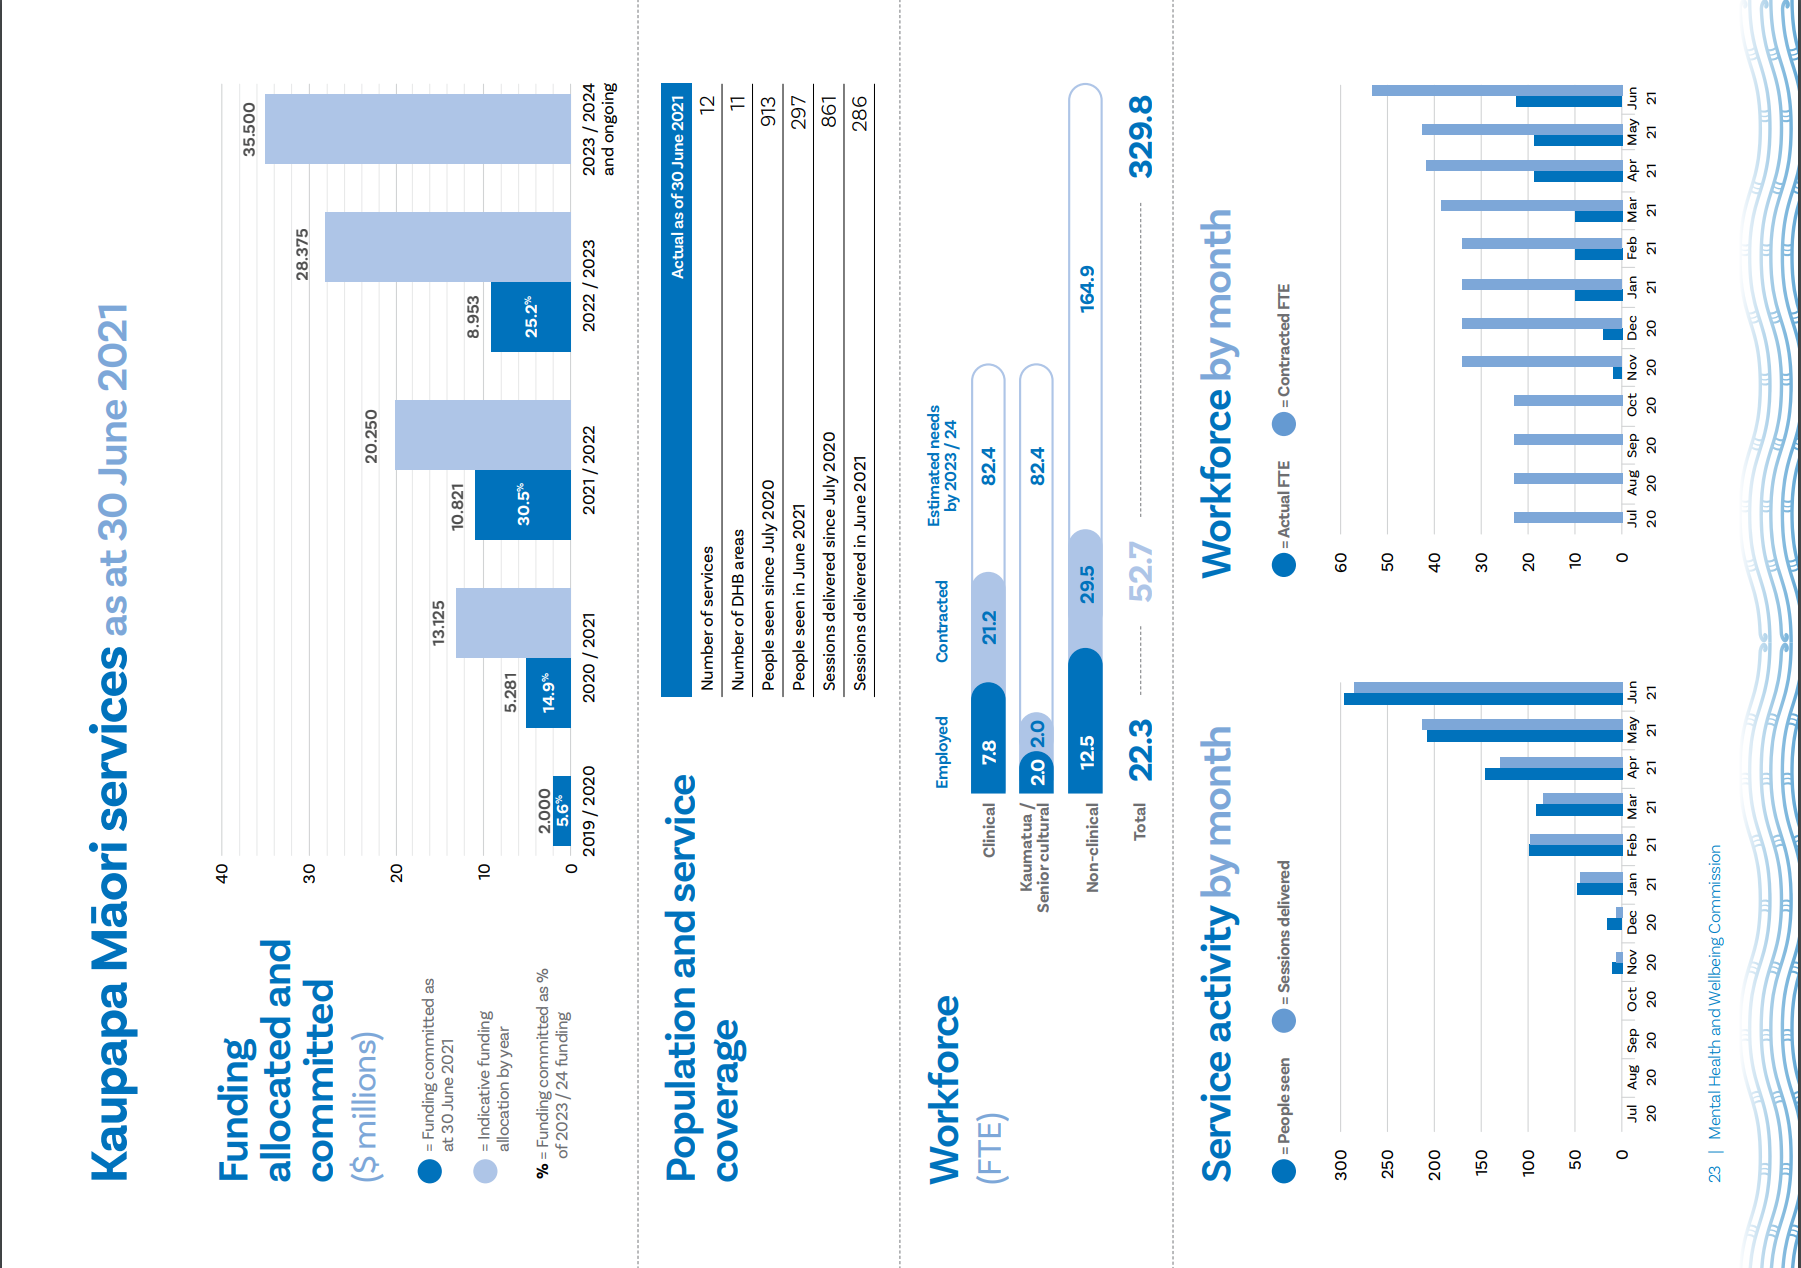 Kaupapa Māori services as at 30 June 2021
Funding
allocated and
committed
($ millions)
= Funding committed as
at 30 June 2021
= Indicative funding
allocation by year
% = Funding committed as %
of 2023 / 24 funding
40
30
20
10
0
2.000
5.6%
2019 / 2020
5.281
14.9%
13.125
2020 / 2021
10.821
30.5%
20.250
2021 / 2022
8.953
25.2%
28.375
2022 / 2023
35.500
2023 / 2024
and ongoing
Population and service
coverage
Actual as of 30 June 2021
Number of services 12
Number of DHB areas 11
People seen since July 2020 913
People seen in June 2021 297
Sessions delivered since July 2020 861
Sessions delivered in June 2021 286
Workforce
(FTE)
Employed Contracted Estimated needs
by 2023 / 24
Clinical 7.8 21.2 82.4
Kaumatua /
Senior cultural 2.0 2.0 82.4
Non-clinical 12.5 29.5 164.9
Total 22.3 52.7 329.8
Service activity by month
= People seen = Sessions delivered
300
250
200
150
100
50
0
Jul Aug Sep Oct Nov Dec Jan Feb Mar Apr May Jun
20 20 20 20 20 20 21 21 21 21 21 21
Workforce by month
= Actual FTE = Contracted FTE
60
50
40
30
20
10
0
Jul Aug Sep Oct Nov Dec Jan Feb Mar Apr May Jun
20 20 20 20 20 20 21 21 21 21 21 21
23 | Mental Health and Wellbeing Commission